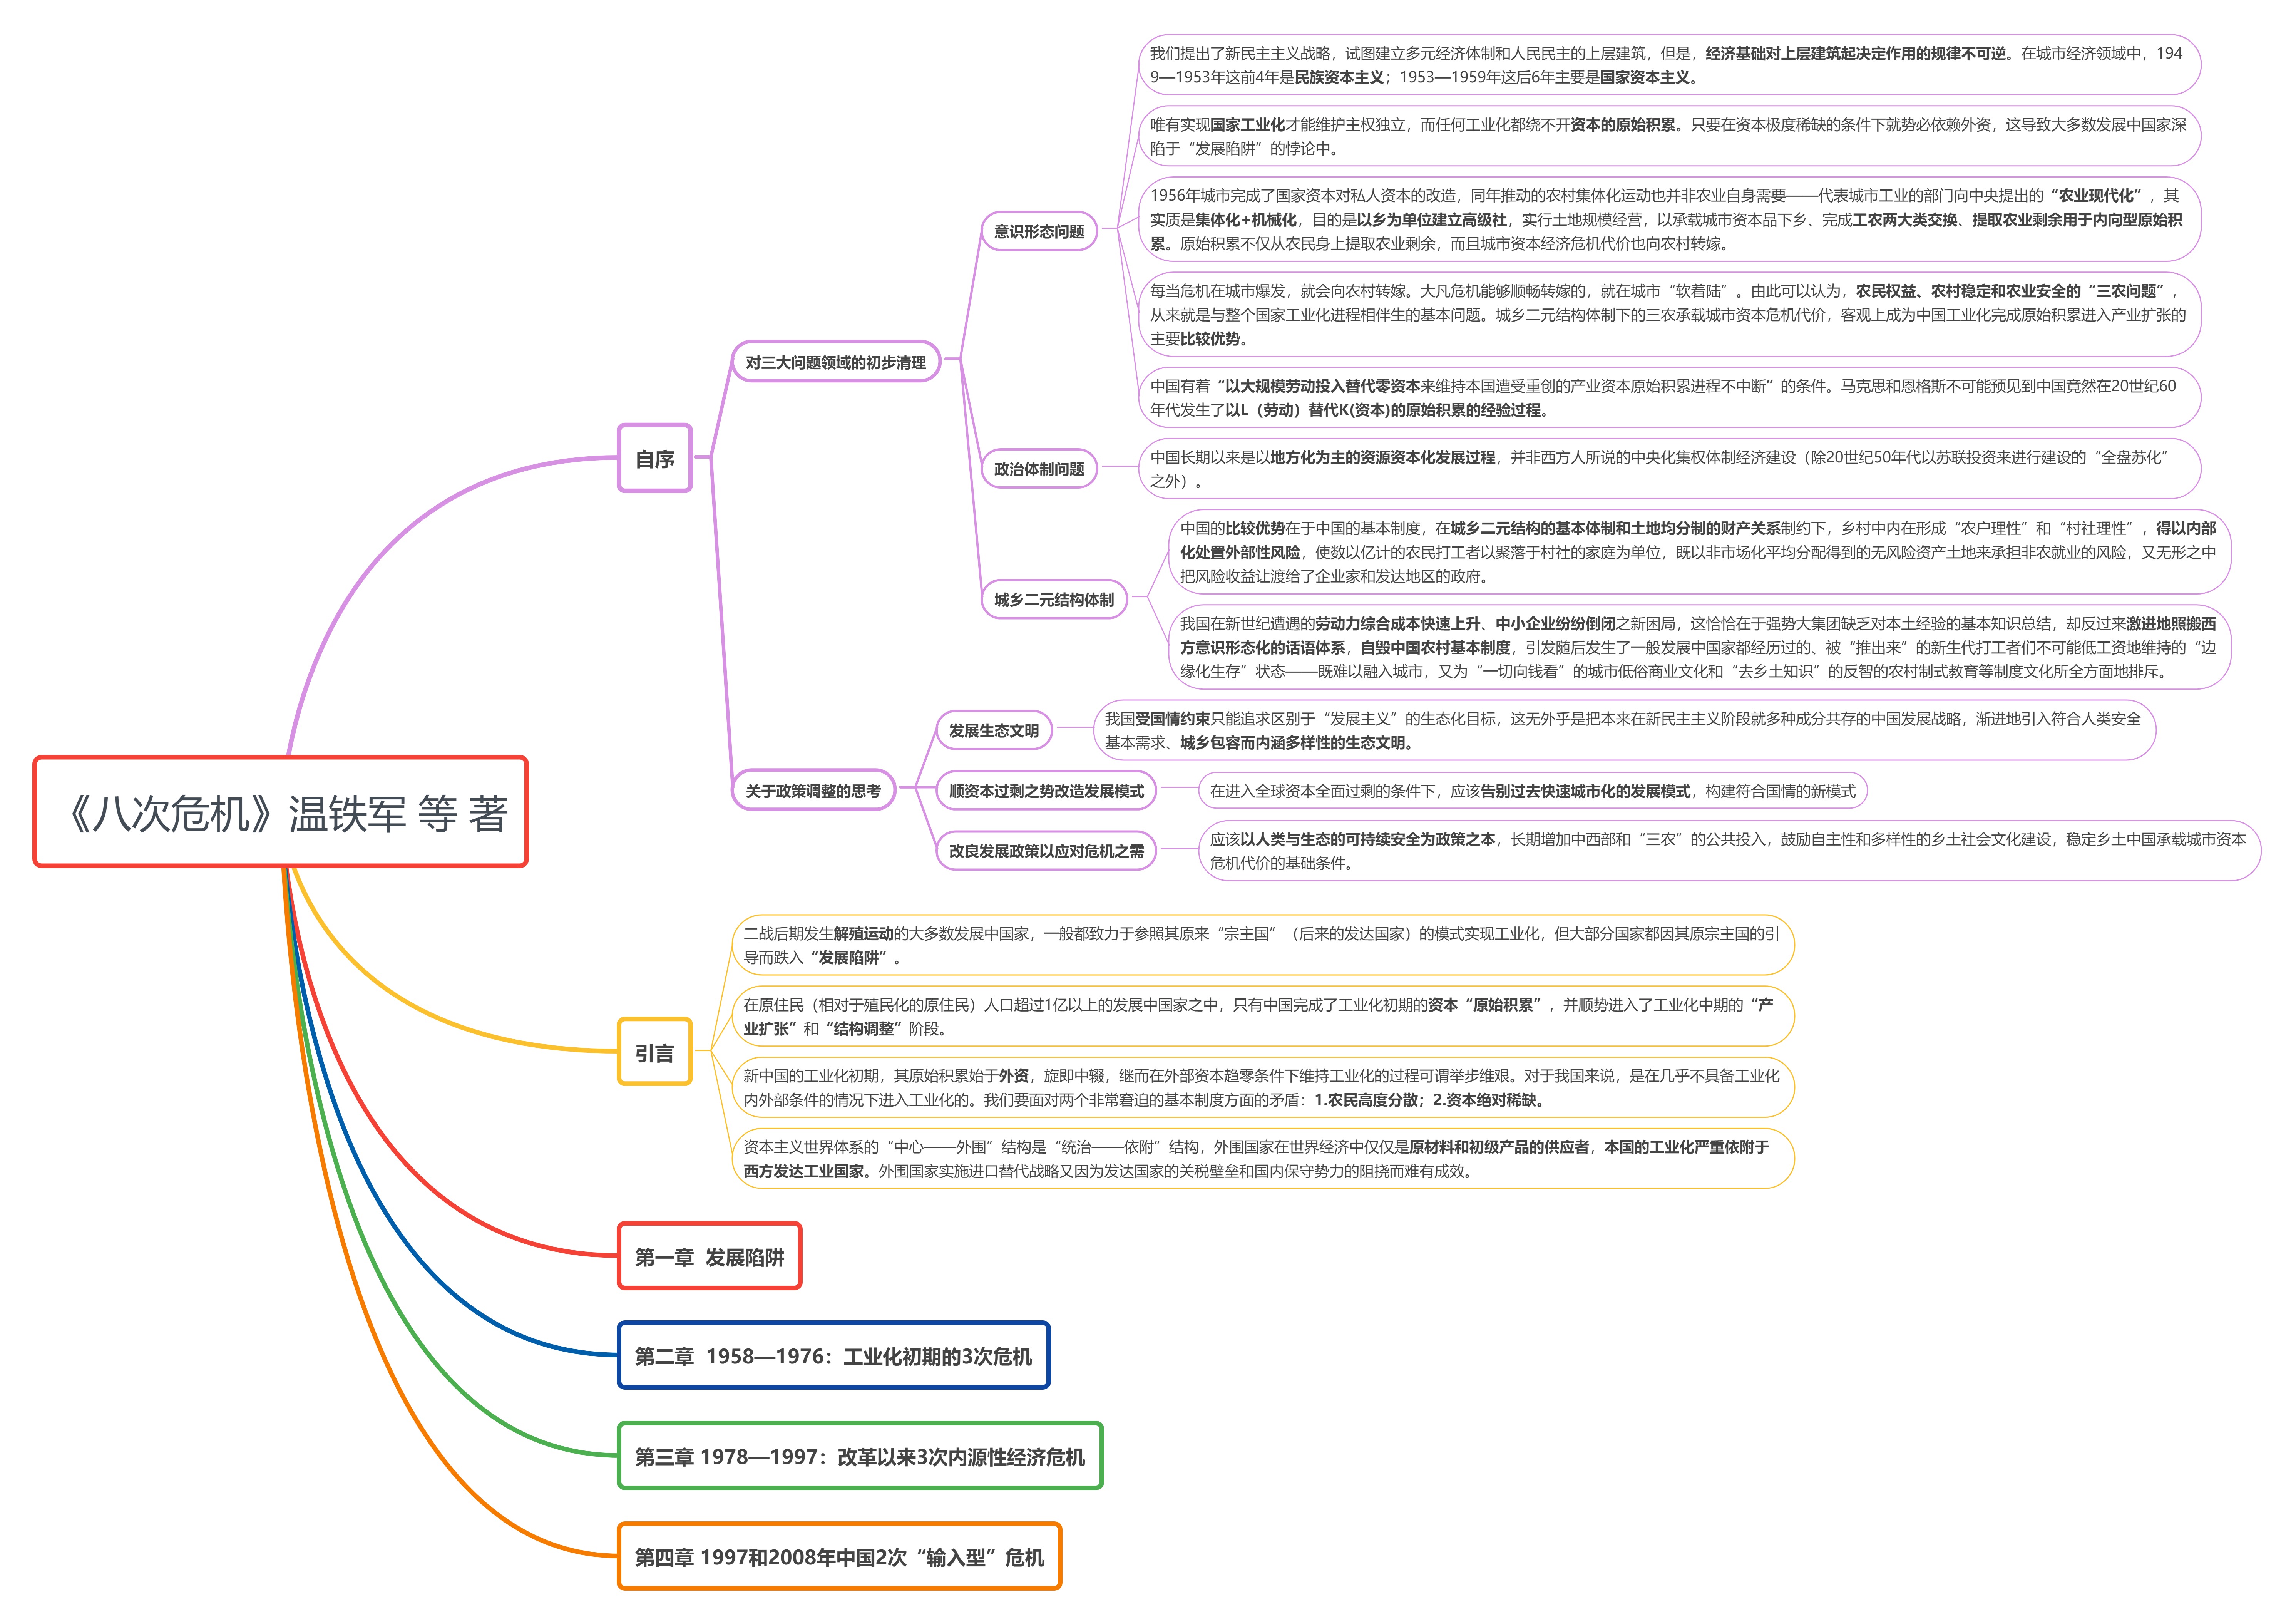 《八次危机》温铁军 等 著
自序
对三大问题领域的初步清理
意识形态问题
我们提出了新民主主义战略，试图建立多元经济体制和人民民主的上层建筑，但是，经济基础对上层建筑起决定作用的规律不可逆。在城市经济领域中，194
9—1953年这前4年是民族资本主义；1953—1959年这后6年主要是国家资本主义。
唯有实现国家工业化才能维护主权独立，而任何工业化都绕不开资本的原始积累。只要在资本极度稀缺的条件下就势必依赖外资，这导致大多数发展中国家深
陷于“发展陷阱”的悖论中。
1956年城市完成了国家资本对私人资本的改造，同年推动的农村集体化运动也并非农业自身需要——代表城市工业的部门向中央提出的“农业现代化”，其
实质是集体化+机械化，目的是以乡为单位建立高级社，实行土地规模经营，以承载城市资本品下乡、完成工农两大类交换、提取农业剩余用于内向型原始积
累。原始积累不仅从农民身上提取农业剩余，而且城市资本经济危机代价也向农村转嫁。
每当危机在城市爆发，就会向农村转嫁。大凡危机能够顺畅转嫁的，就在城市“软着陆”。由此可以认为，农民权益、农村稳定和农业安全的“三农问题”，
从来就是与整个国家工业化进程相伴生的基本问题。城乡二元结构体制下的三农承载城市资本危机代价，客观上成为中国工业化完成原始积累进入产业扩张的
主要比较优势。
中国有着“以大规模劳动投入替代零资本来维持本国遭受重创的产业资本原始积累进程不中断”的条件。马克思和恩格斯不可能预见到中国竟然在20世纪60
年代发生了以L（劳动）替代K(资本)的原始积累的经验过程。
政治体制问题
中国长期以来是以地方化为主的资源资本化发展过程，并非西方人所说的中央化集权体制经济建设（除20世纪50年代以苏联投资来进行建设的“全盘苏化”
之外）。
城乡二元结构体制
中国的比较优势在于中国的基本制度，在城乡二元结构的基本体制和土地均分制的财产关系制约下，乡村中内在形成“农户理性”和“村社理性”，得以内部
化处置外部性风险，使数以亿计的农民打工者以聚落于村社的家庭为单位，既以非市场化平均分配得到的无风险资产土地来承担非农就业的风险，又无形之中
把风险收益让渡给了企业家和发达地区的政府。
我国在新世纪遭遇的劳动力综合成本快速上升、中小企业纷纷倒闭之新困局，这恰恰在于强势大集团缺乏对本土经验的基本知识总结，却反过来激进地照搬西
方意识形态化的话语体系，自毁中国农村基本制度，引发随后发生了一般发展中国家都经历过的、被“推出来”的新生代打工者们不可能低工资地维持的“边
缘化生存”状态——既难以融入城市，又为“一切向钱看”的城市低俗商业文化和“去乡土知识”的反智的农村制式教育等制度文化所全方面地排斥。
关于政策调整的思考
发展生态文明
我国受国情约束只能追求区别于“发展主义”的生态化目标，这无外乎是把本来在新民主主义阶段就多种成分共存的中国发展战略，渐进地引入符合人类安全
基本需求、城乡包容而内涵多样性的生态文明。
顺资本过剩之势改造发展模式
在进入全球资本全面过剩的条件下，应该告别过去快速城市化的发展模式，构建符合国情的新模式
改良发展政策以应对危机之需
应该以人类与生态的可持续安全为政策之本，长期增加中西部和“三农”的公共投入，鼓励自主性和多样性的乡土社会文化建设，稳定乡土中国承载城市资本
危机代价的基础条件。
引言
二战后期发生解殖运动的大多数发展中国家，一般都致力于参照其原来“宗主国”（后来的发达国家）的模式实现工业化，但大部分国家都因其原宗主国的引
导而跌入“发展陷阱”。
在原住民（相对于殖民化的原住民）人口超过1亿以上的发展中国家之中，只有中国完成了工业化初期的资本“原始积累”，并顺势进入了工业化中期的“产
业扩张”和“结构调整”阶段。
新中国的工业化初期，其原始积累始于外资，旋即中辍，继而在外部资本趋零条件下维持工业化的过程可谓举步维艰。对于我国来说，是在几乎不具备工业化
内外部条件的情况下进入工业化的。我们要面对两个非常窘迫的基本制度方面的矛盾：1.农民高度分散；2.资本绝对稀缺。
资本主义世界体系的“中心——外围”结构是“统治——依附”结构，外围国家在世界经济中仅仅是原材料和初级产品的供应者，本国的工业化严重依附于
西方发达工业国家。外围国家实施进口替代战略又因为发达国家的关税壁垒和国内保守势力的阻挠而难有成效。
第一章 发展陷阱
第二章 1958—1976：工业化初期的3次危机
第三章 1978—1997：改革以来3次内源性经济危机
第四章 1997和2008年中国2次“输入型”危机